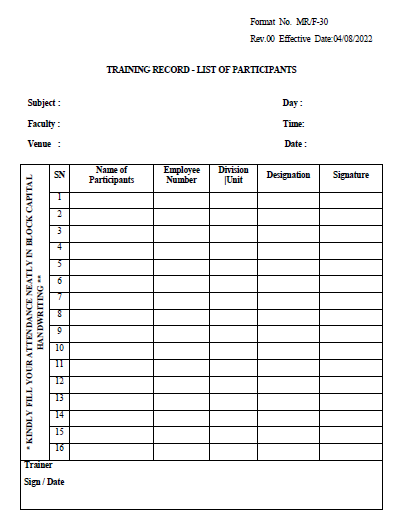 Format No. MR/F-30
Rev.00 Effective Date:04/08/2022
TRAINING RECORD - LIST OF PARTICIPANTS
Subject : Day :
Faculty : Time:
Venue : Date :
* KINDLY FILL YOUR ATTENDANCE NEATLY IN BLOCK CAPITAL
HANDWRITING **
SN Name of Participants Employee Number Division |Unit Designation Signature
1
2
3
4
5
6
7
8
9
10
11
12
13
14
15
16
Trainer
Sign / Date